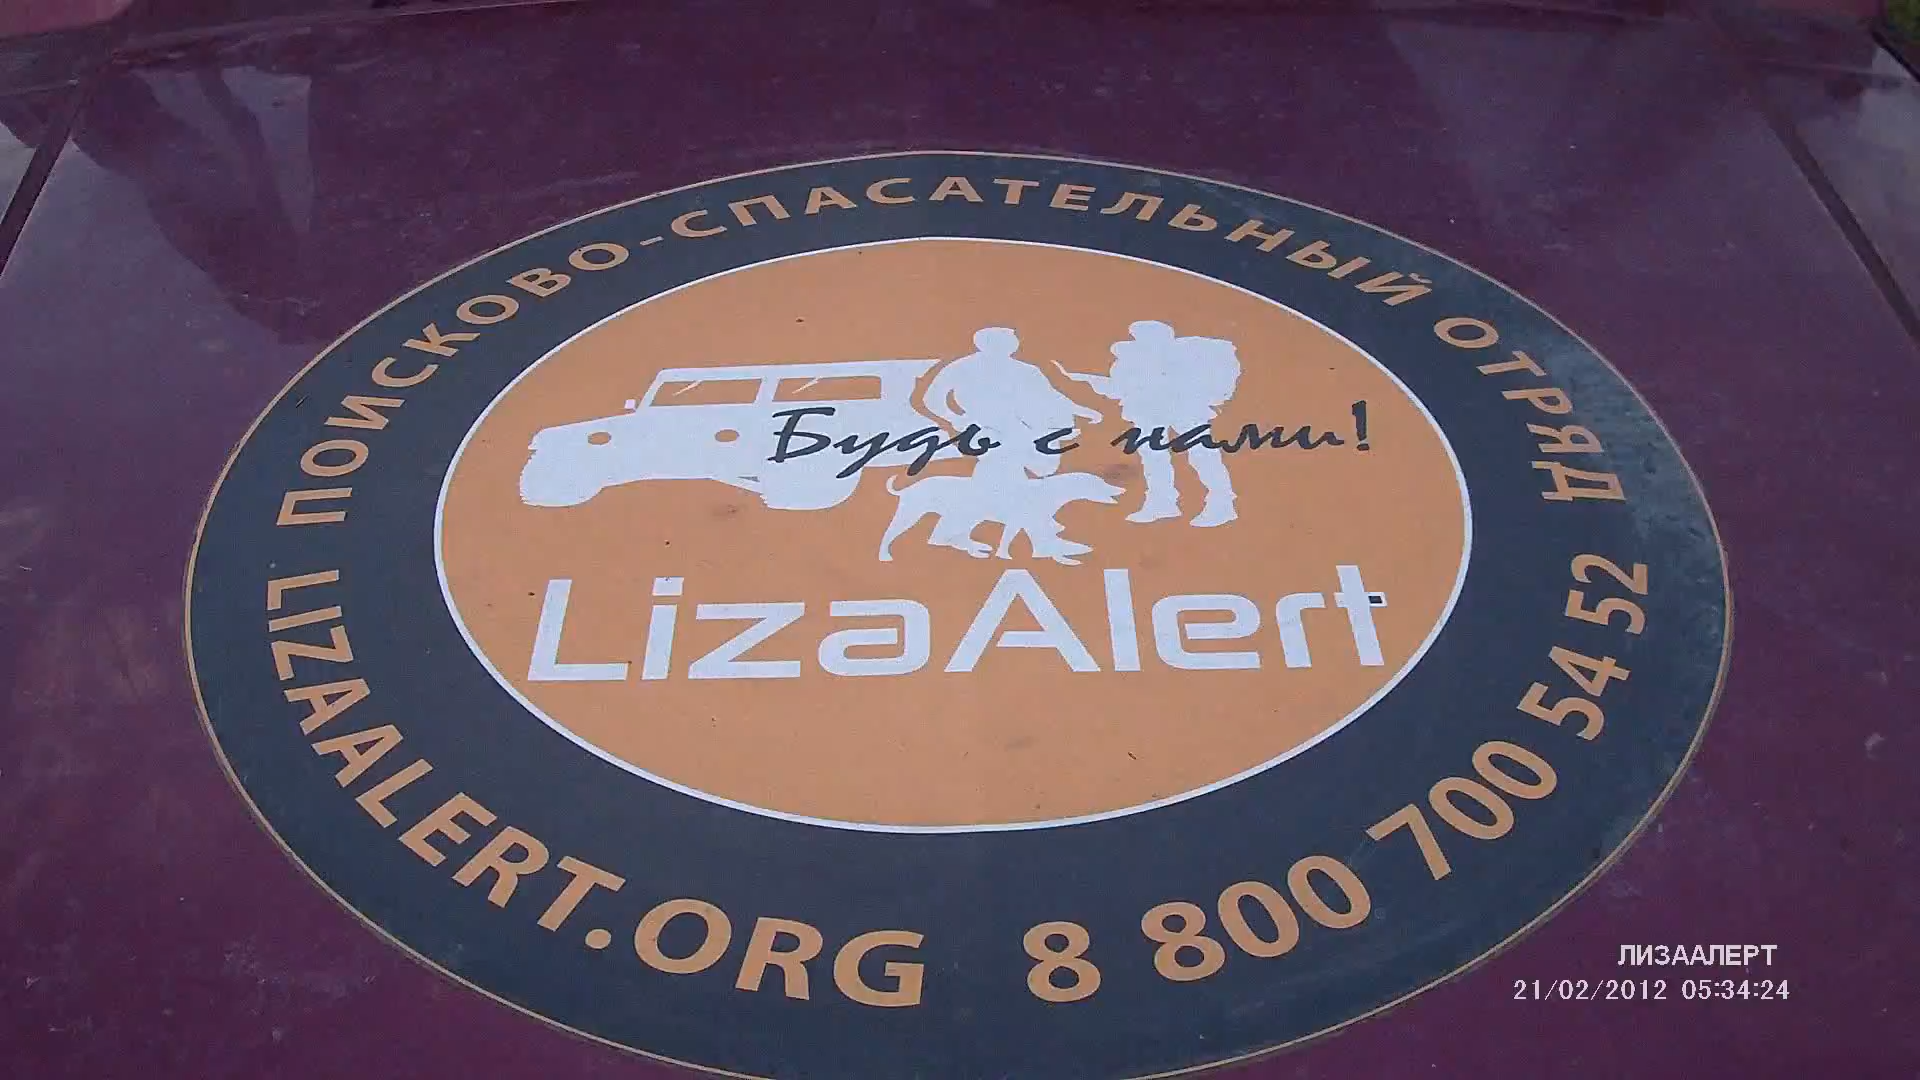 ПОИСКОВО-СПАСАТЕЛЬНЫЙ ОТРЯД
Будь с нами!
LizaAlert
LIZAALERT.ORG 8 800 700 54 52
ЛИЗААЛЕРТ
21/02/2012 05:34:24